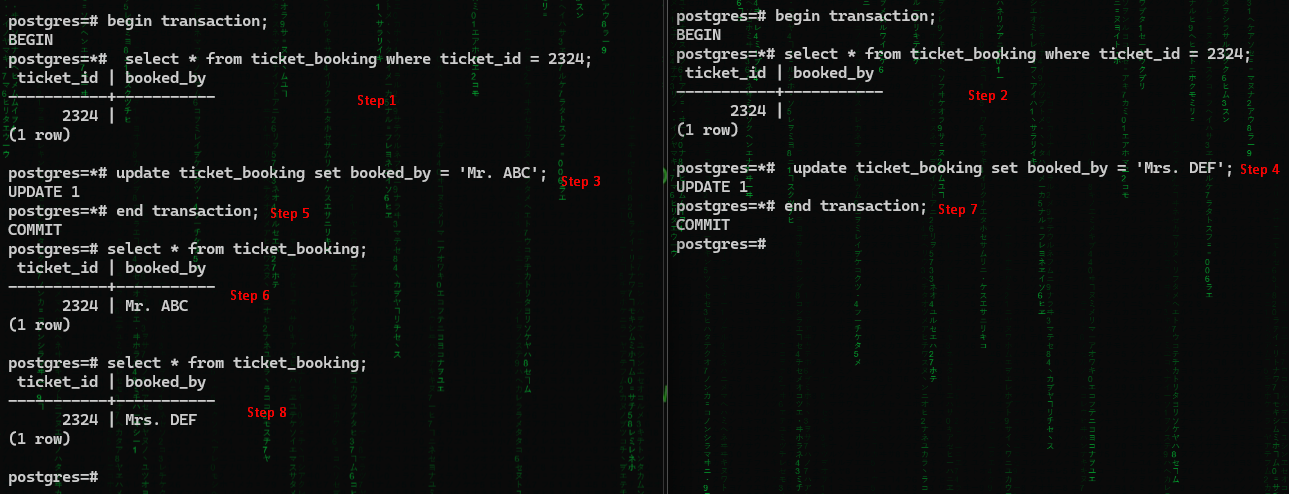 postgres=# begin transaction;
BEGIN
postgres=*#  select * from ticket_booking where ticket_id = 2324;
 ticket_id | booked_by
-----------+-----------
Step 1
      2324 |
(1 row)
postgres=*# update ticket_booking set booked_by = 'Mr. ABC';
Step 3
UPDATE 1
postgres=*# end transaction;
Step 5
COMMIT
postgres=# select * from ticket_booking;
 ticket_id | booked_by
-----------+-----------
Step 6
      2324 | Mr. ABC
(1 row)
postgres=# select * from ticket_booking;
 ticket_id | booked_by
-----------+-----------
Step 8
      2324 | Mrs. DEF
(1 row)
postgres=#
postgres=# begin transaction;
BEGIN
postgres=*# select * from ticket_booking where ticket_id = 2324;
 ticket_id | booked_by
-----------+-----------
Step 2
      2324 |
(1 row)
postgres=*#  update ticket_booking set booked_by = 'Mrs. DEF';
Step 4
UPDATE 1
postgres=*# end transaction;
Step 7
COMMIT
postgres=#